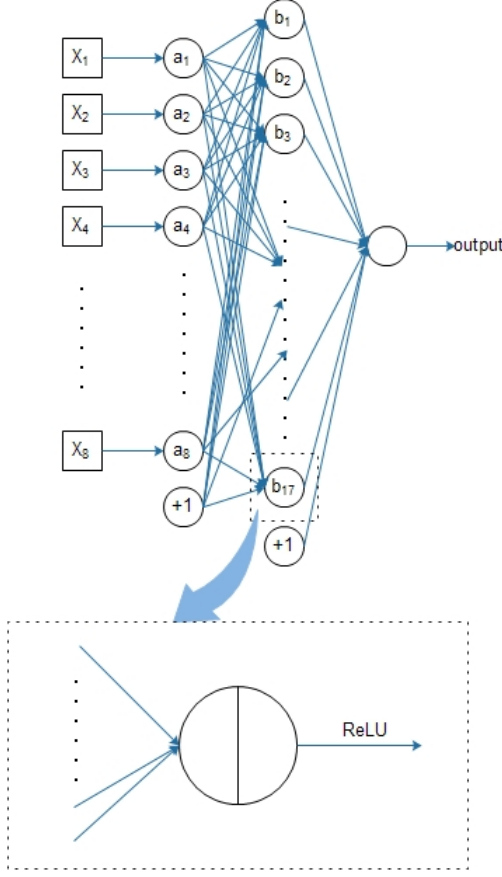 b₁
X₁ a₁
b₂
X₂ a₂
b₃
X₃ a₃
X₄ a₄
output
X₈ a₈
b₁₇
+1
+1
ReLU